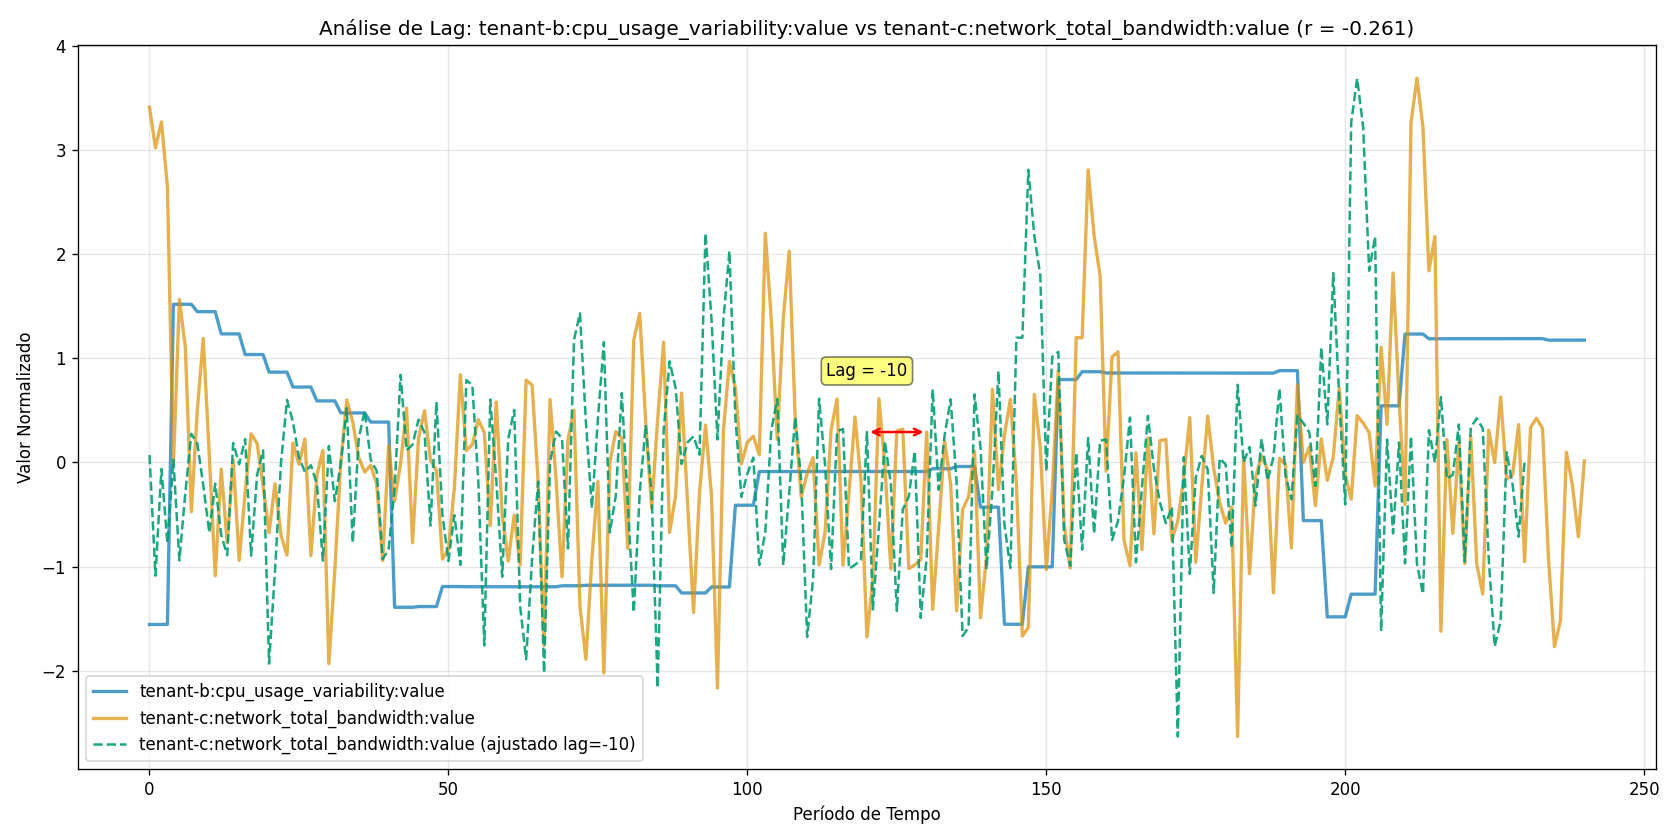 Análise de Lag: tenant-b:cpu_usage_variability:value vs tenant-c:network_total_bandwidth:value (r = -0.261)
Valor Normalizado
4
3
2
1
0
−1
−2
Lag = -10
tenant-b:cpu_usage_variability:value
tenant-c:network_total_bandwidth:value
tenant-c:network_total_bandwidth:value (ajustado lag=-10)
0 50 100 150 200 250
Período de Tempo